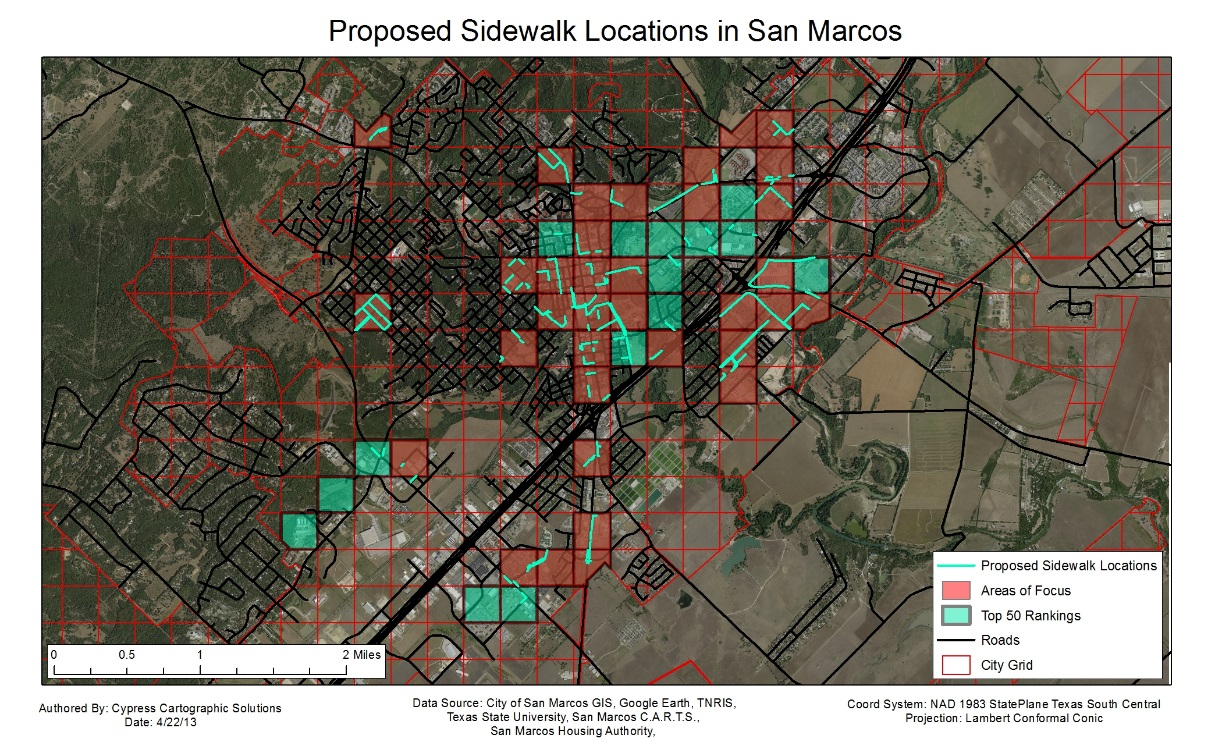 Proposed Sidewalk Locations in San Marcos
Proposed Sidewalk Locations
Areas of Focus
Top 50 Rankings
Roads
City Grid
0 0.5 1 2 Miles
Authored By: Cypress Cartographic Solutions
Date: 4/22/13
Data Source: City of San Marcos GIS, Google Earth, TNRIS,
Texas State University, San Marcos C.A.R.T.S.,
San Marcos Housing Authority,
Coord System: NAD 1983 StatePlane Texas South Central
Projection: Lambert Conformal Conic